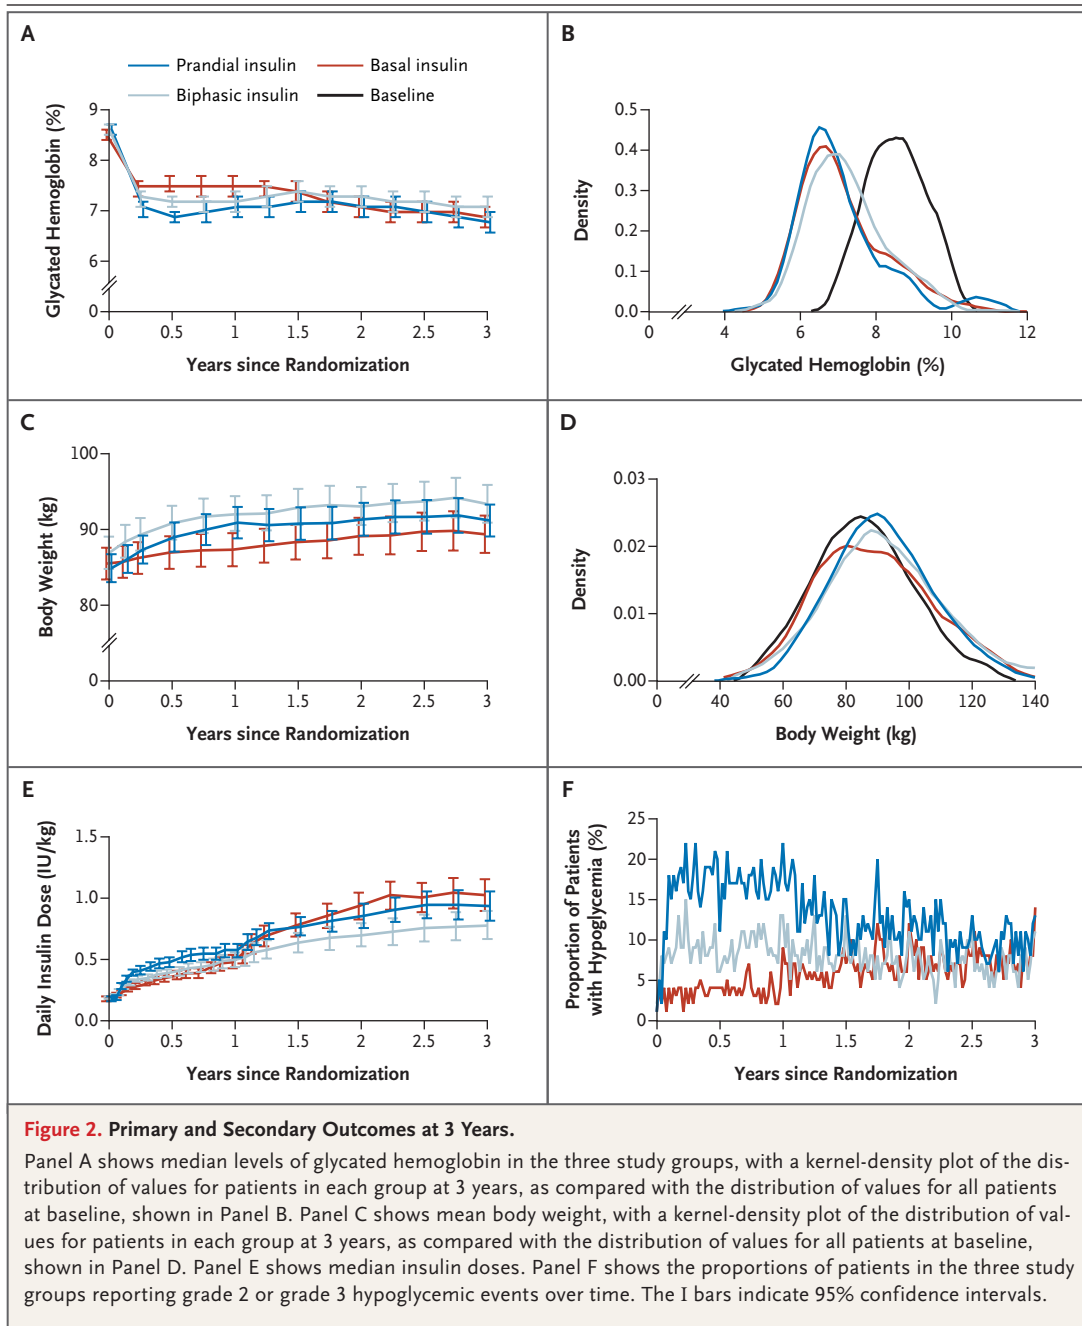 A
Prandial insulin
Basal insulin
Biphasic insulin
Baseline
Glycated Hemoglobin (%)
9
8
7
6
0
0 0.5 1 1.5 2 2.5 3
Years since Randomization
B
Density
0.5
0.4
0.3
0.2
0.1
0.0
0 4 6 8 10 12
Glycated Hemoglobin (%)
C
Body Weight (kg)
100
90
80
0
0 0.5 1 1.5 2 2.5 3
Years since Randomization
D
Density
0.03
0.02
0.01
0.00
0 40 60 80 100 120 140
Body Weight (kg)
E
Daily Insulin Dose (IU/kg)
1.5
1.0
0.5
0.0
0 0.5 1 1.5 2 2.5 3
Years since Randomization
F
Proportion of Patients
with Hypoglycemia (%)
25
20
15
10
5
0
0 0.5 1 1.5 2 2.5 3
Years since Randomization
Figure 2. Primary and Secondary Outcomes at 3 Years.
Panel A shows median levels of glycated hemoglobin in the three study groups, with a kernel-density plot of the dis-
tribution of values for patients in each group at 3 years, as compared with the distribution of values for all patients
at baseline, shown in Panel B. Panel C shows mean body weight, with a kernel-density plot of the distribution of val-
ues for patients in each group at 3 years, as compared with the distribution of values for all patients at baseline,
shown in Panel D. Panel E shows median insulin doses. Panel F shows the proportions of patients in the three study
groups reporting grade 2 or grade 3 hypoglycemic events over time. The I bars indicate 95% confidence intervals.